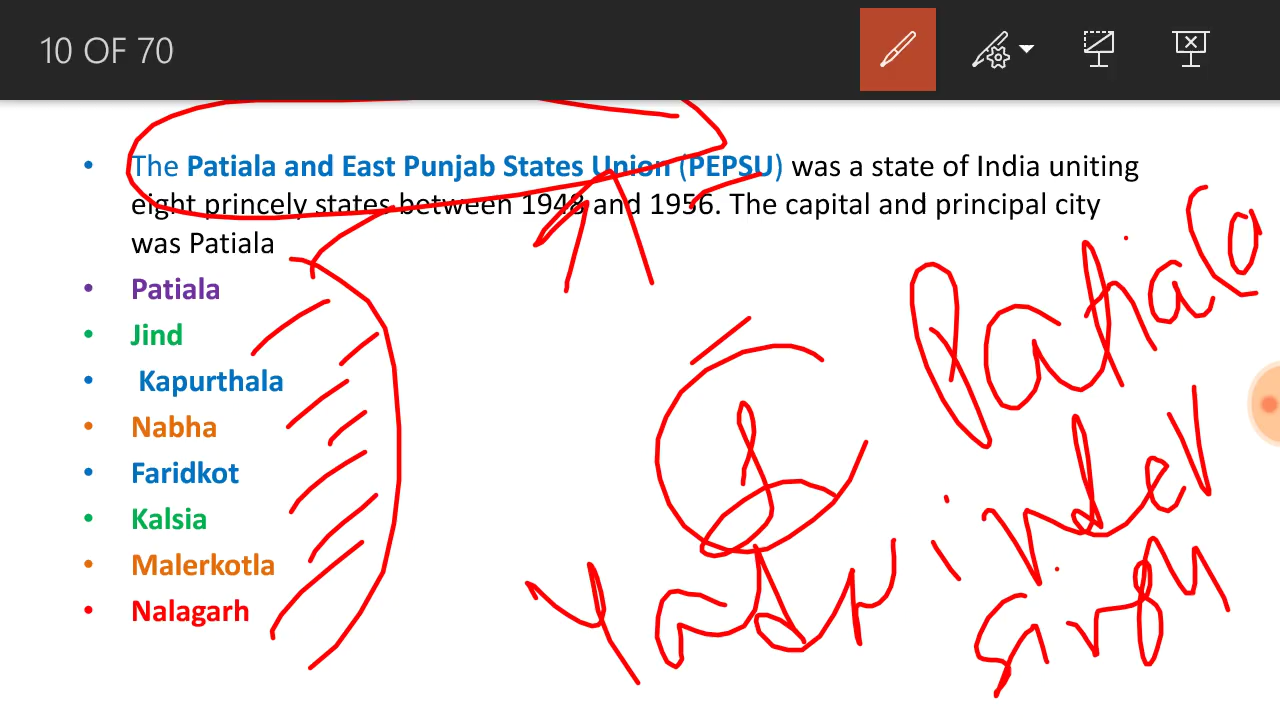 10 OF 70
• The Patiala and East Punjab States Union (PEPSU) was a state of India uniting
eight princely states between 1948 and 1956. The capital and principal city
was Patiala
• Patiala
• Jind
• Kapurthala
• Nabha
• Faridkot
• Kalsia
• Malerkotla
• Nalagarh
Patiala
inder
Singh